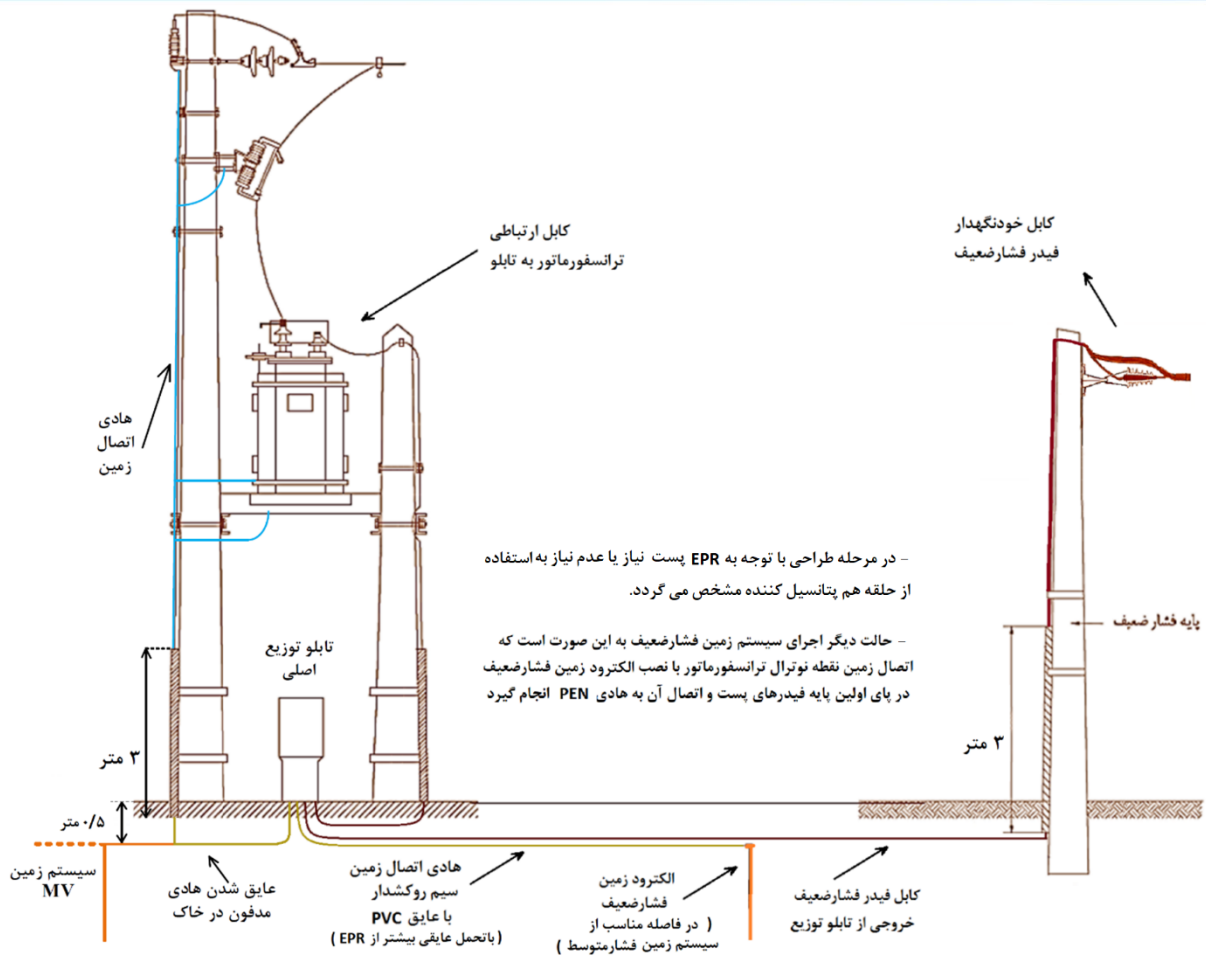 کابل خودنگهدار
فیدر فشارضعیف
کابل ارتباطی
ترانسفورماتور به تابلو
هادی
اتصال
زمین
– در مرحله طراحی با توجه به EPR پست نیاز یا عدم نیاز به استفاده
از حلقه هم پتانسیل کننده مشخص می گردد.
– حالت دیگر اجرای سیستم زمین فشارضعیف به این صورت است که
اتصال زمین نقطه نوترال ترانسفورماتور با نصب الکترود زمین فشارضعیف
در پای اولین پایه فیدرهای پست و اتصال آن به هادی PEN انجام گیرد
پایه فشار ضعیف
تابلو توزیع
اصلی
۳ متر
۳ متر
۰/۵ متر
سیستم زمین
MV
عایق شدن هادی
مدفون در خاک
هادی اتصال زمین
سیم روکشدار
با عایق PVC
(باتحمل عایقی بیشتر از EPR)
الکترود زمین
فشارضعیف
( در فاصله مناسب از
سیستم زمین فشارمتوسط )
کابل فیدر فشارضعیف
خروجی از تابلو توزیع